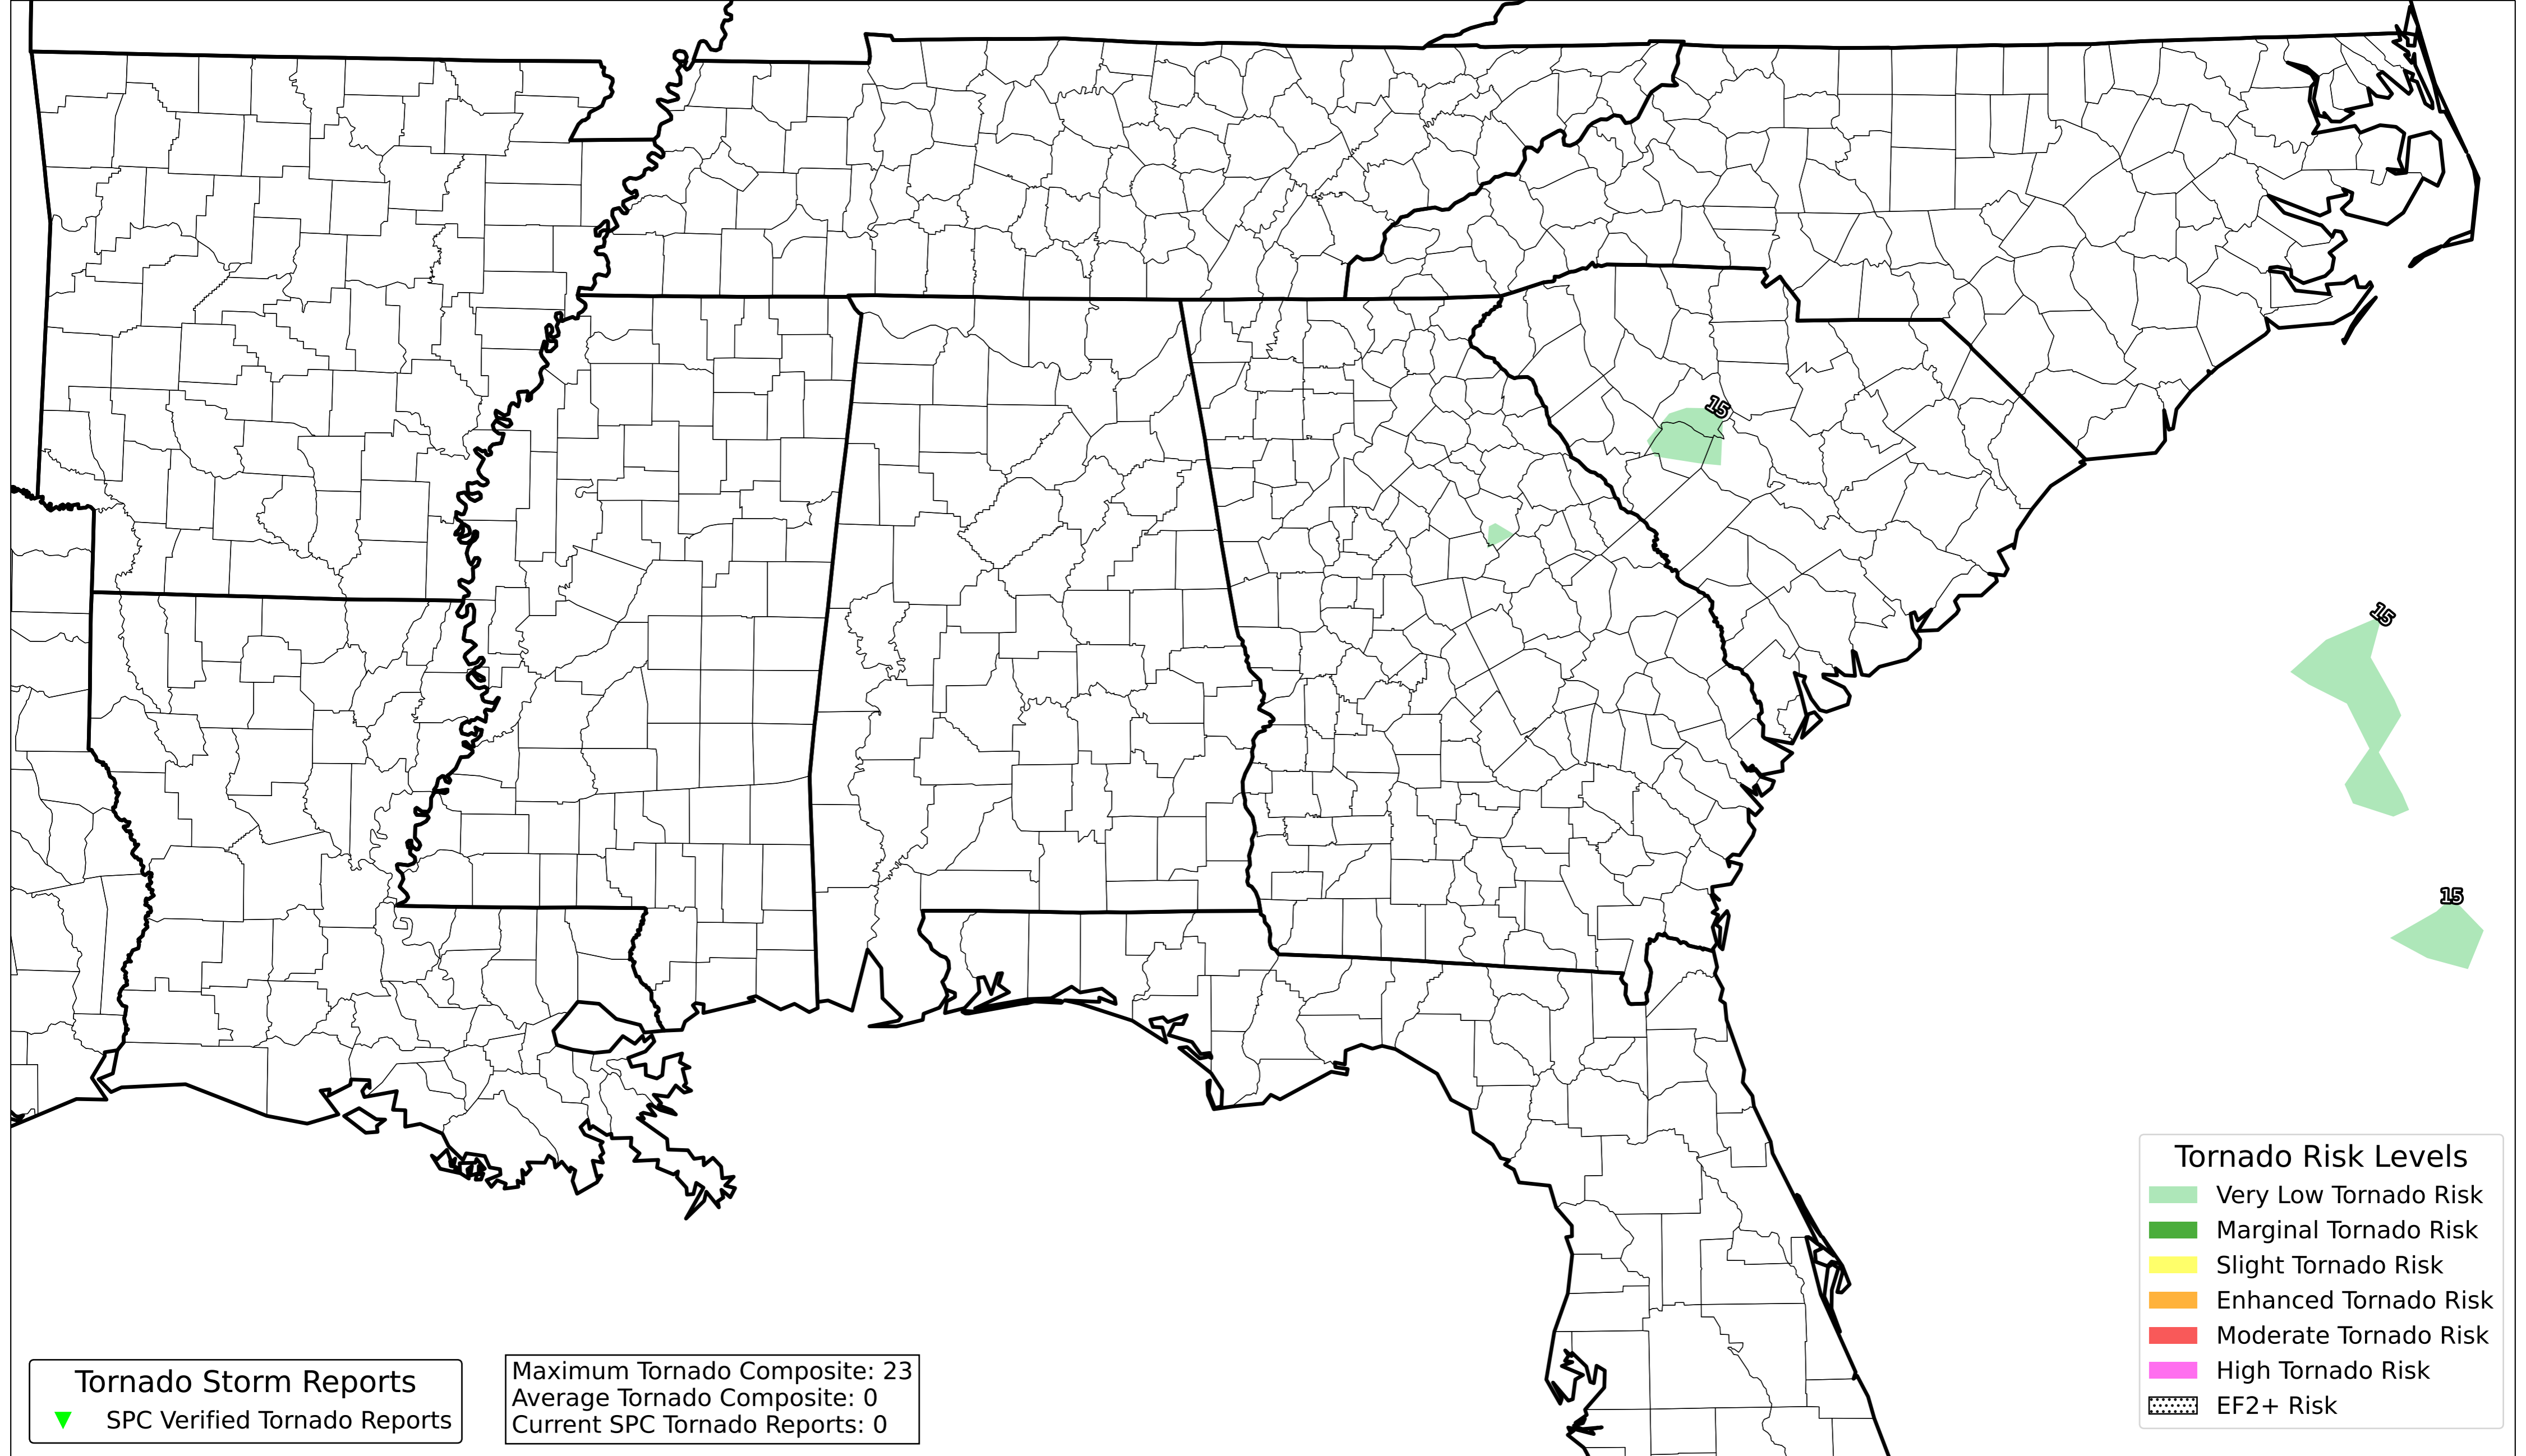 15
15
15
Tornado Risk Levels
Very Low Tornado Risk
Marginal Tornado Risk
Slight Tornado Risk
Enhanced Tornado Risk
Moderate Tornado Risk
High Tornado Risk
EF2+ Risk
Tornado Storm Reports
SPC Verified Tornado Reports
Maximum Tornado Composite: 23
Average Tornado Composite: 0
Current SPC Tornado Reports: 0